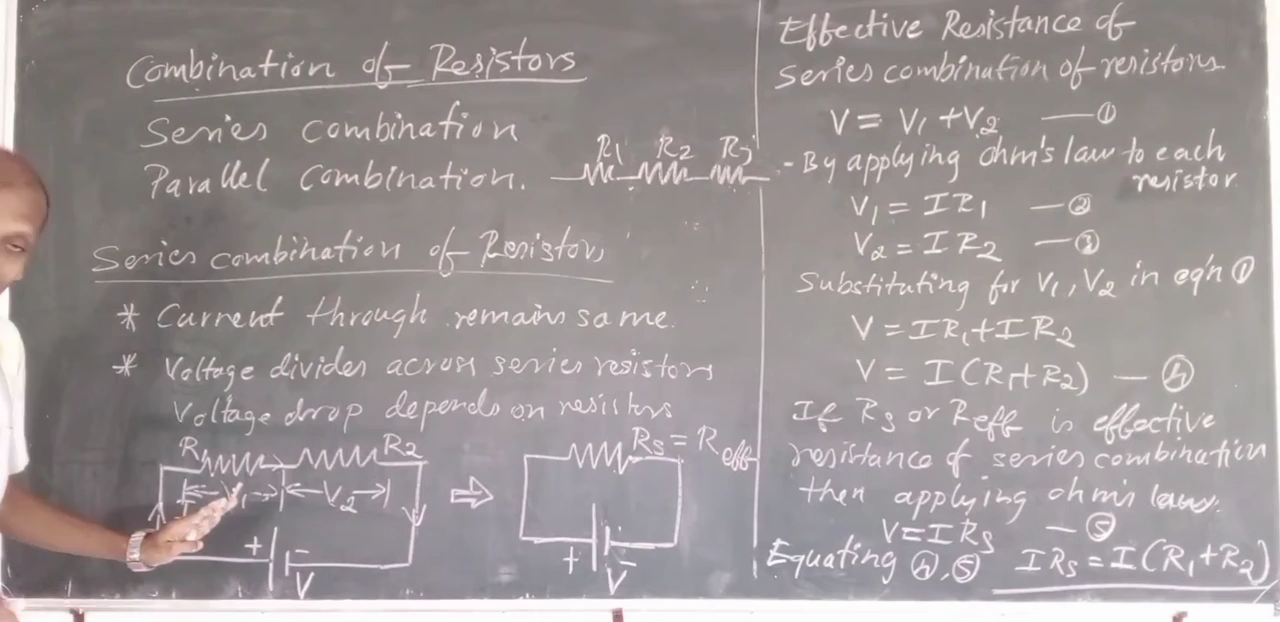 Combination of Resistors
Series combination
Parallel combination.
R1 R2 R3
Series combination of Resistors
* Current through remains same.
* Voltage divides across series resistors
Voltage drop depends on resistors
R1 R2
V1 V2
+ -
V
Rs = Reff
+ -
V
Effective Resistance of
series combination of resistors
V = V1 + V2 — ①
- By applying ohm's law to each
resistor
V1 = IR1 — ②
V2 = IR2 — ③
Substituting for V1, V2 in eq'n ①
V = IR1 + IR2
V = I(R1+R2) — ④
If Rs or Reff is effective
resistance of series combination
then applying ohm's law.
V = IRs — ⑤
Equating ④,⑤ IRs = I(R1+R2)